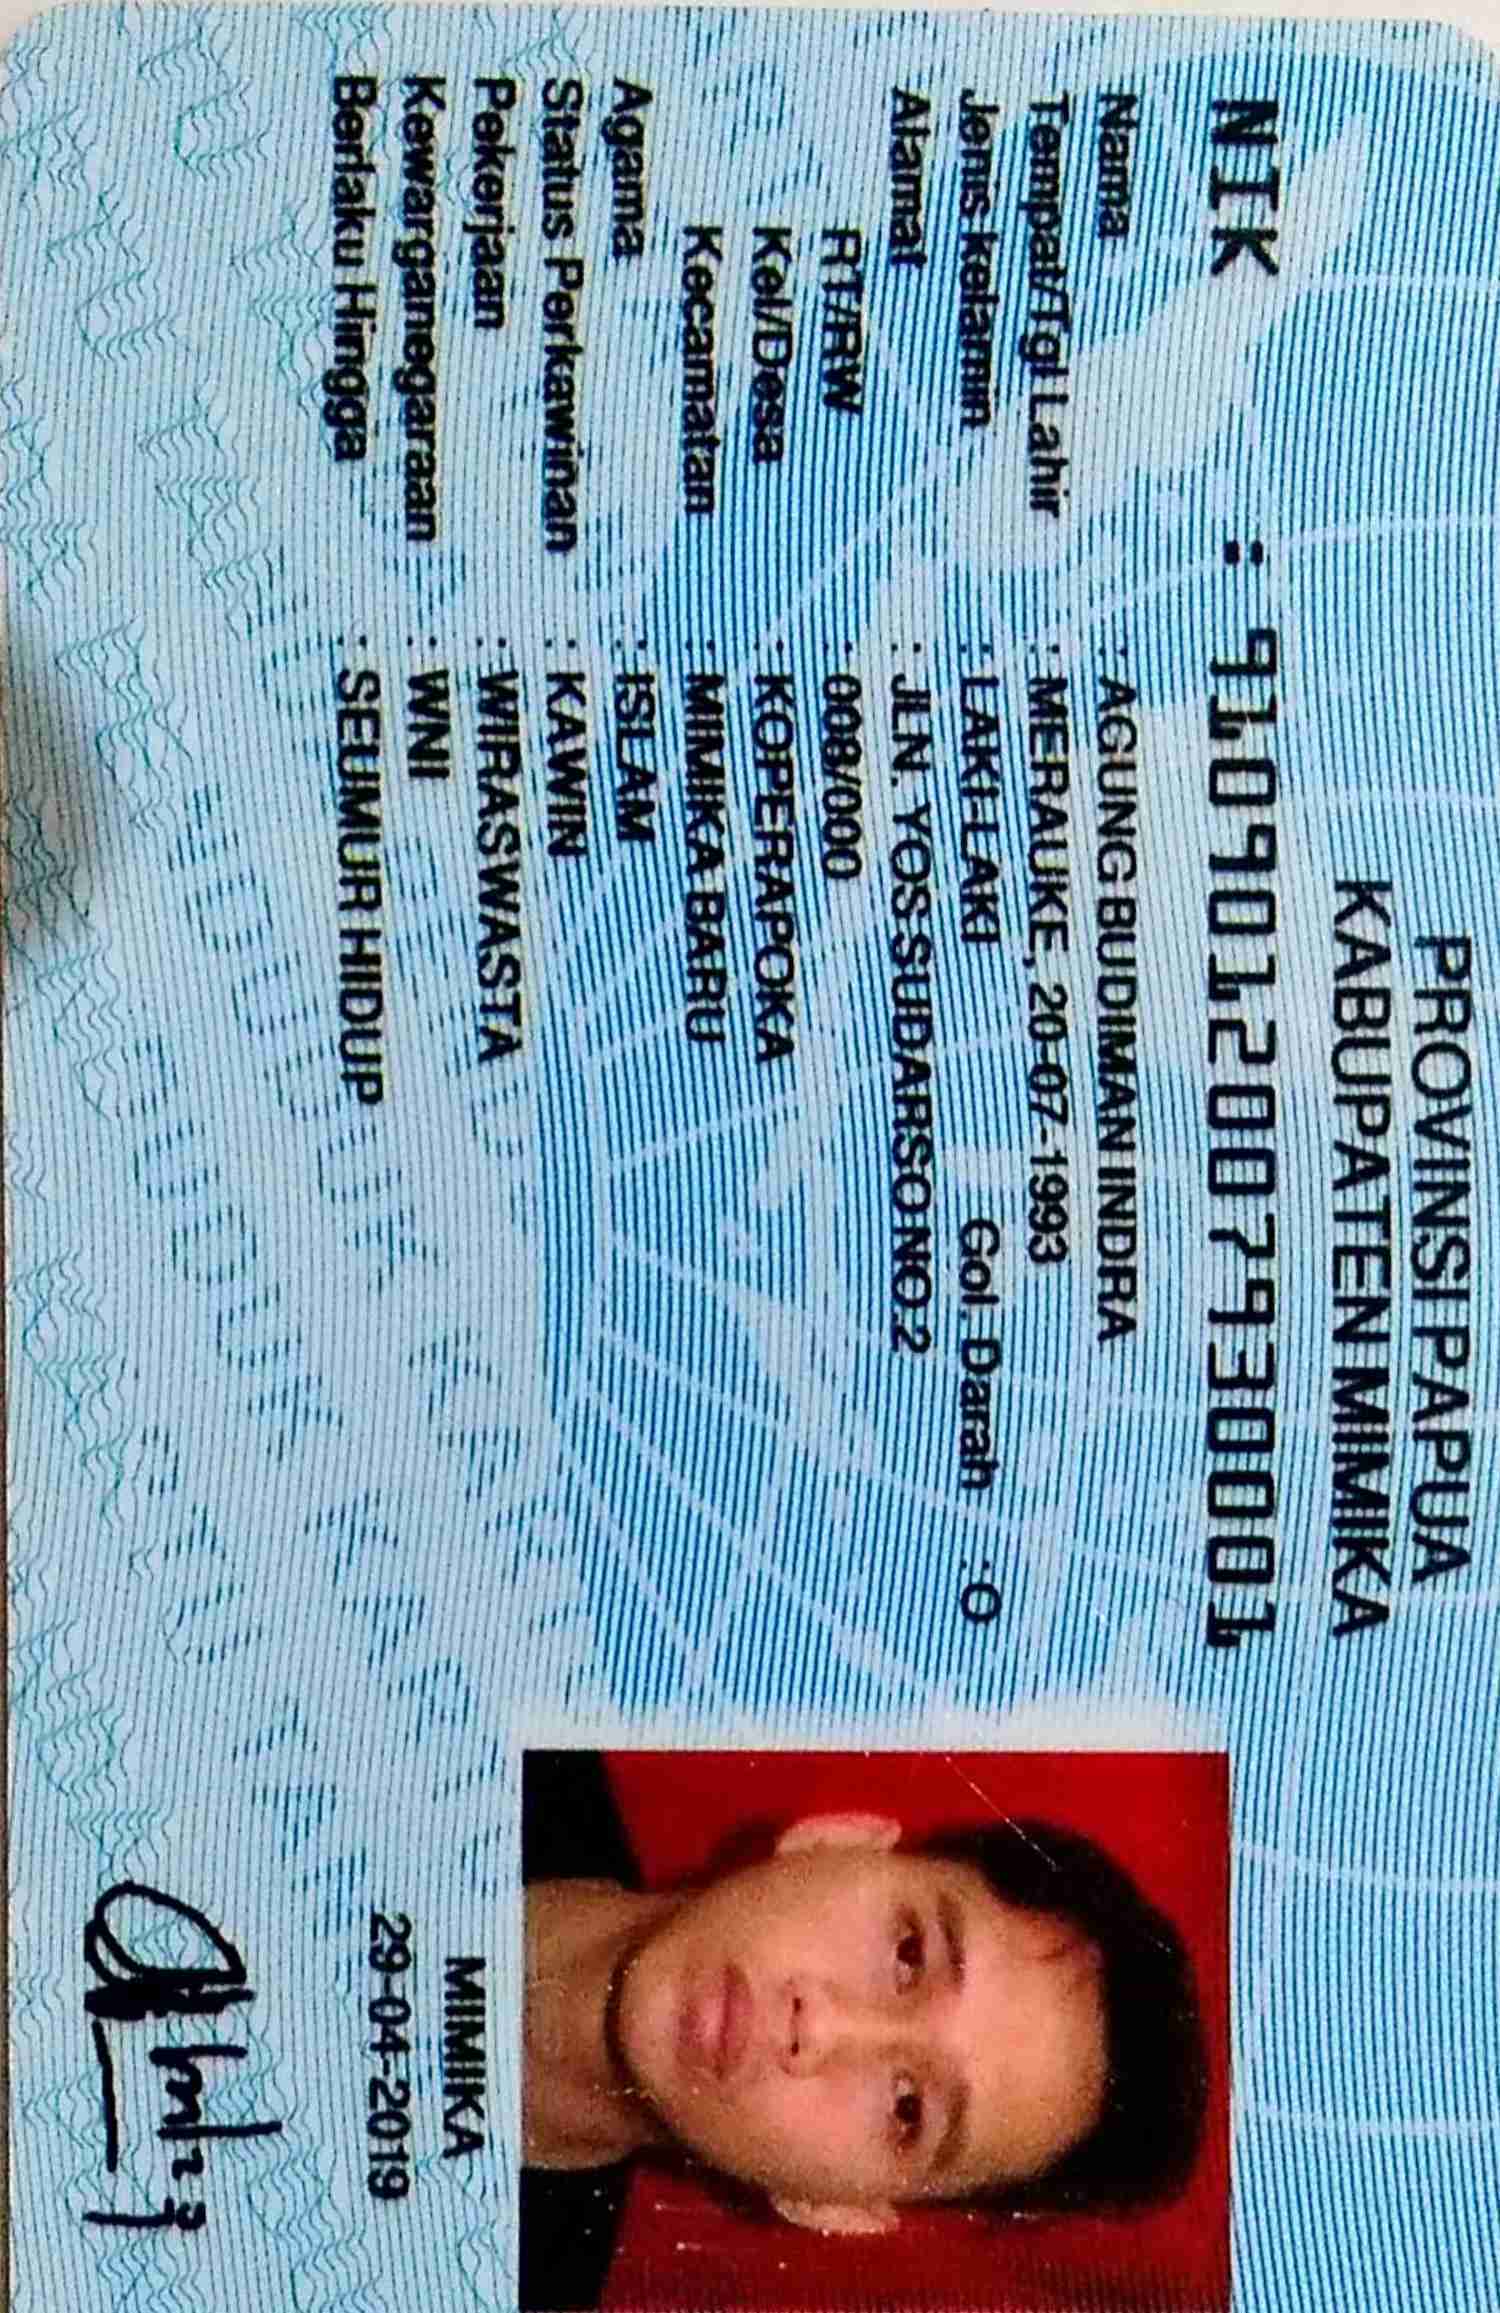 PROVINSI PAPUA
KABUPATEN MIMIKA
NIK : 9109012007930001
Nama : AGUNG BUDIMAN INDRA
Tempat/Tgl Lahir : MERAUKE, 20-07-1993
Jenis kelamin : LAKI-LAKI Gol. Darah : O
Alamat : JLN. YOS SUDARSO NO.2
RT/RW : 008/000
Kel/Desa : KOPERAPOKA
Kecamatan : MIMIKA BARU
Agama : ISLAM
Status Perkawinan : KAWIN
Pekerjaan : WIRASWASTA
Kewarganegaraan : WNI
Berlaku Hingga : SEUMUR HIDUP
MIMIKA
29-04-2019